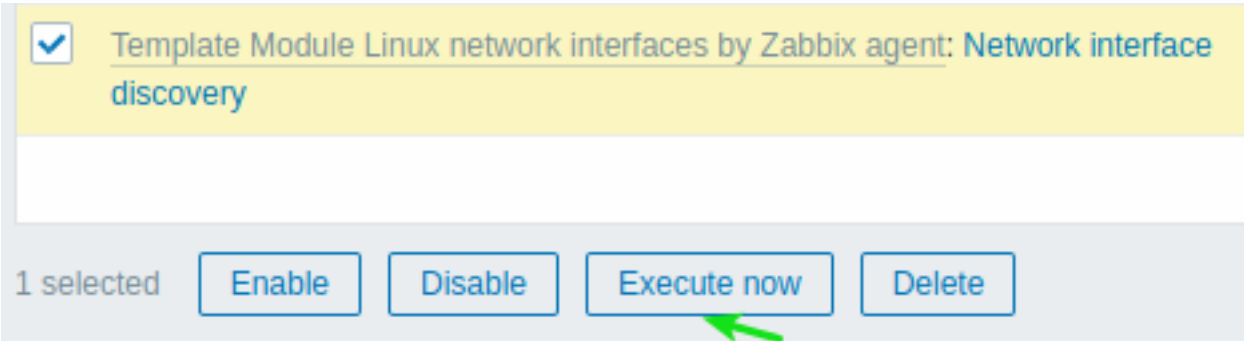 Template Module Linux network interfaces by Zabbix agent: Network interface
discovery
1 selected Enable Disable Execute now Delete